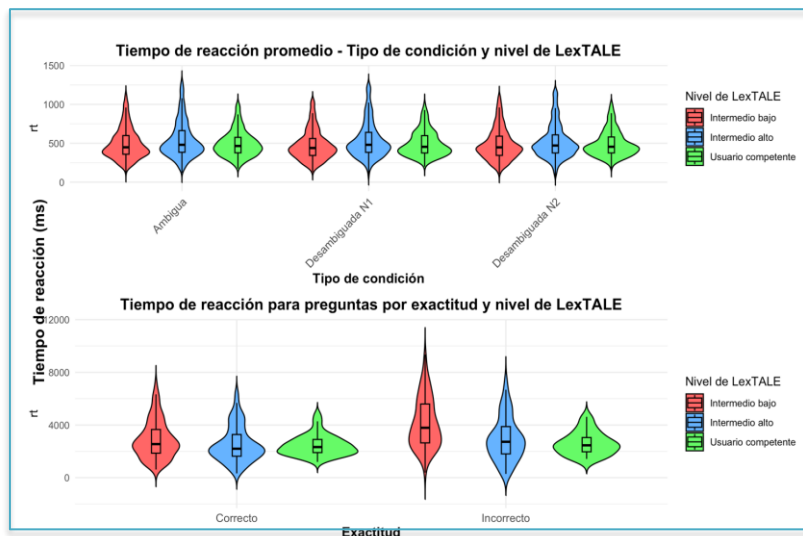 Tiempo de reacción promedio - Tipo de condición y nivel de LexTALE
1500
1000
500
0
rt
Ambigua
Desambiguada N1
Desambiguada N2
Tipo de condición
Nivel de LexTALE
Intermedio bajo
Intermedio alto
Usuario competente
Tiempo de reacción (ms)
Tiempo de reacción para preguntas por exactitud y nivel de LexTALE
12000
8000
4000
0
rt
Correcto
Incorrecto
Exactitud
Nivel de LexTALE
Intermedio bajo
Intermedio alto
Usuario competente